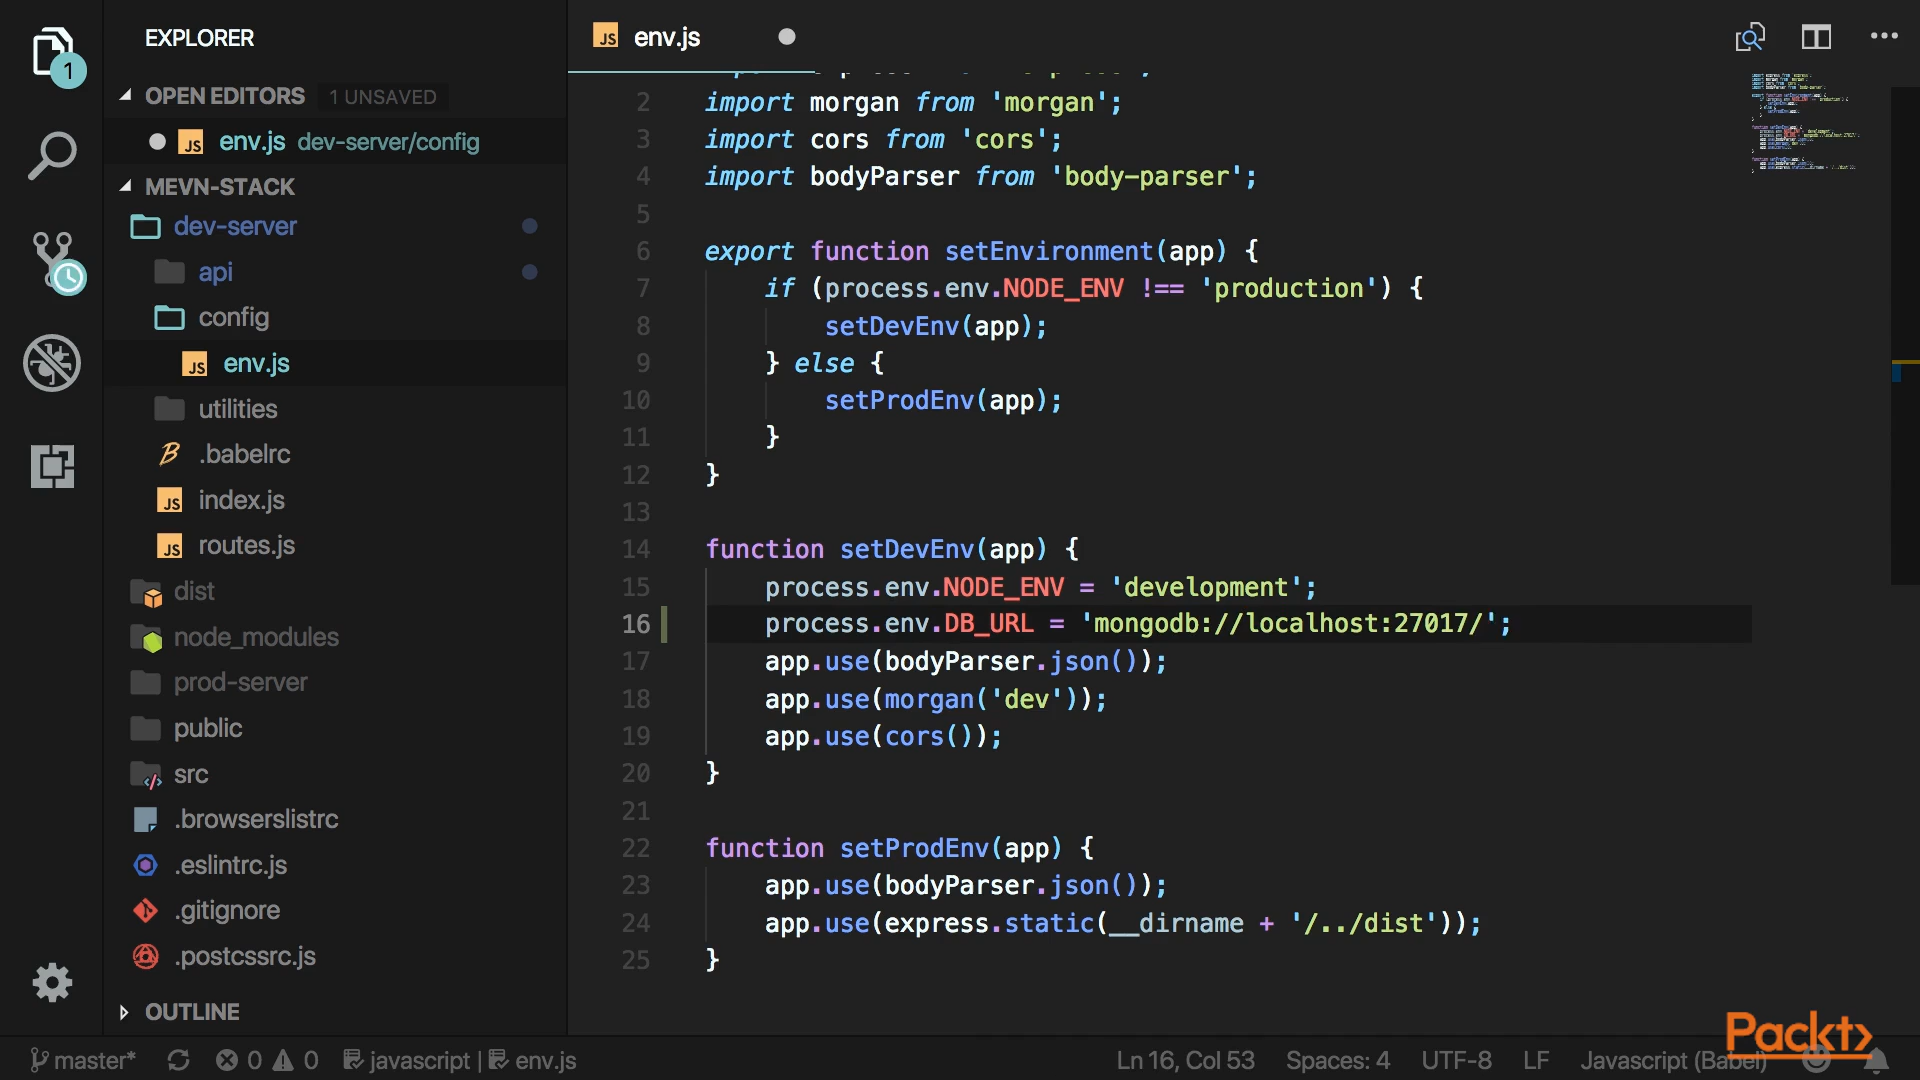 EXPLORER
1
OPEN EDITORS 1 UNSAVED
JS env.js dev-server/config
MEVN-STACK
dev-server
api
config
JS env.js
utilities
.babelrc
JS index.js
JS routes.js
dist
node_modules
prod-server
public
src
.browserslistrc
.eslintrc.js
.gitignore
.postcssrc.js
OUTLINE
JS env.js
2 import morgan from 'morgan';
3 import cors from 'cors';
4 import bodyParser from 'body-parser';
5
6 export function setEnvironment(app) {
7 if (process.env.NODE_ENV !== 'production') {
8 setDevEnv(app);
9 } else {
10 setProdEnv(app);
11 }
12 }
13
14 function setDevEnv(app) {
15 process.env.NODE_ENV = 'development';
16 process.env.DB_URL = 'mongodb://localhost:27017/';
17 app.use(bodyParser.json());
18 app.use(morgan('dev'));
19 app.use(cors());
20 }
21
22 function setProdEnv(app) {
23 app.use(bodyParser.json());
24 app.use(express.static(__dirname + '/../dist'));
25 }
Packt>
master* 0 0 javascript | env.js Ln 16, Col 53 Spaces: 4 UTF-8 LF Javascript (Babel)